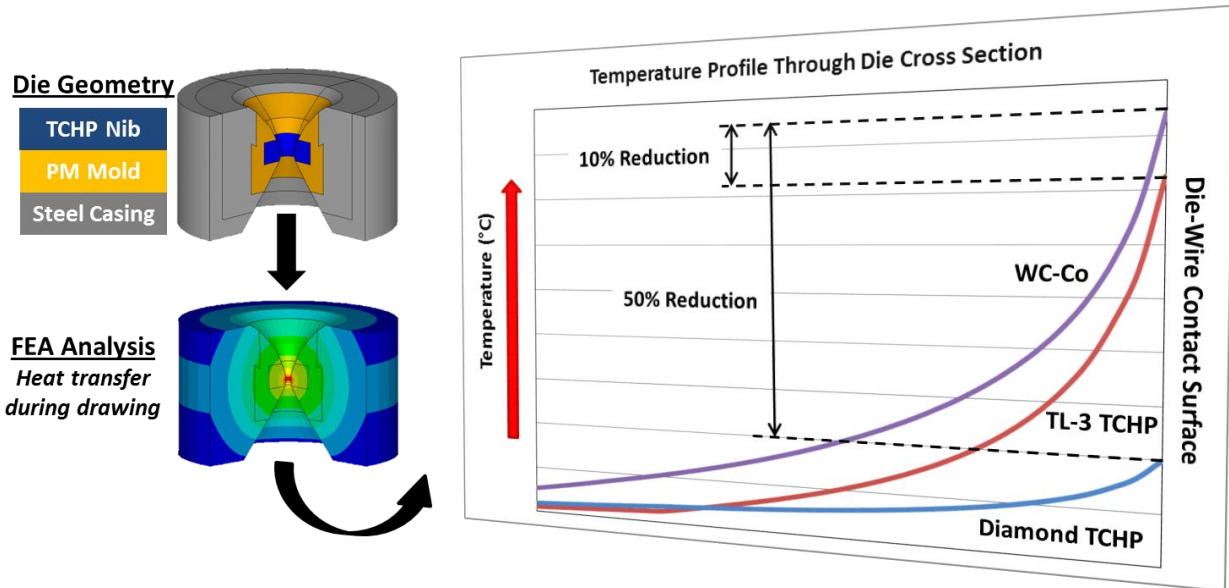 Die Geometry
TCHP Nib
PM Mold
Steel Casing
FEA Analysis
Heat transfer
during drawing
Temperature Profile Through Die Cross Section
Temperature (°C)
10% Reduction
50% Reduction
WC-Co
TL-3 TCHP
Diamond TCHP
Die-Wire Contact Surface